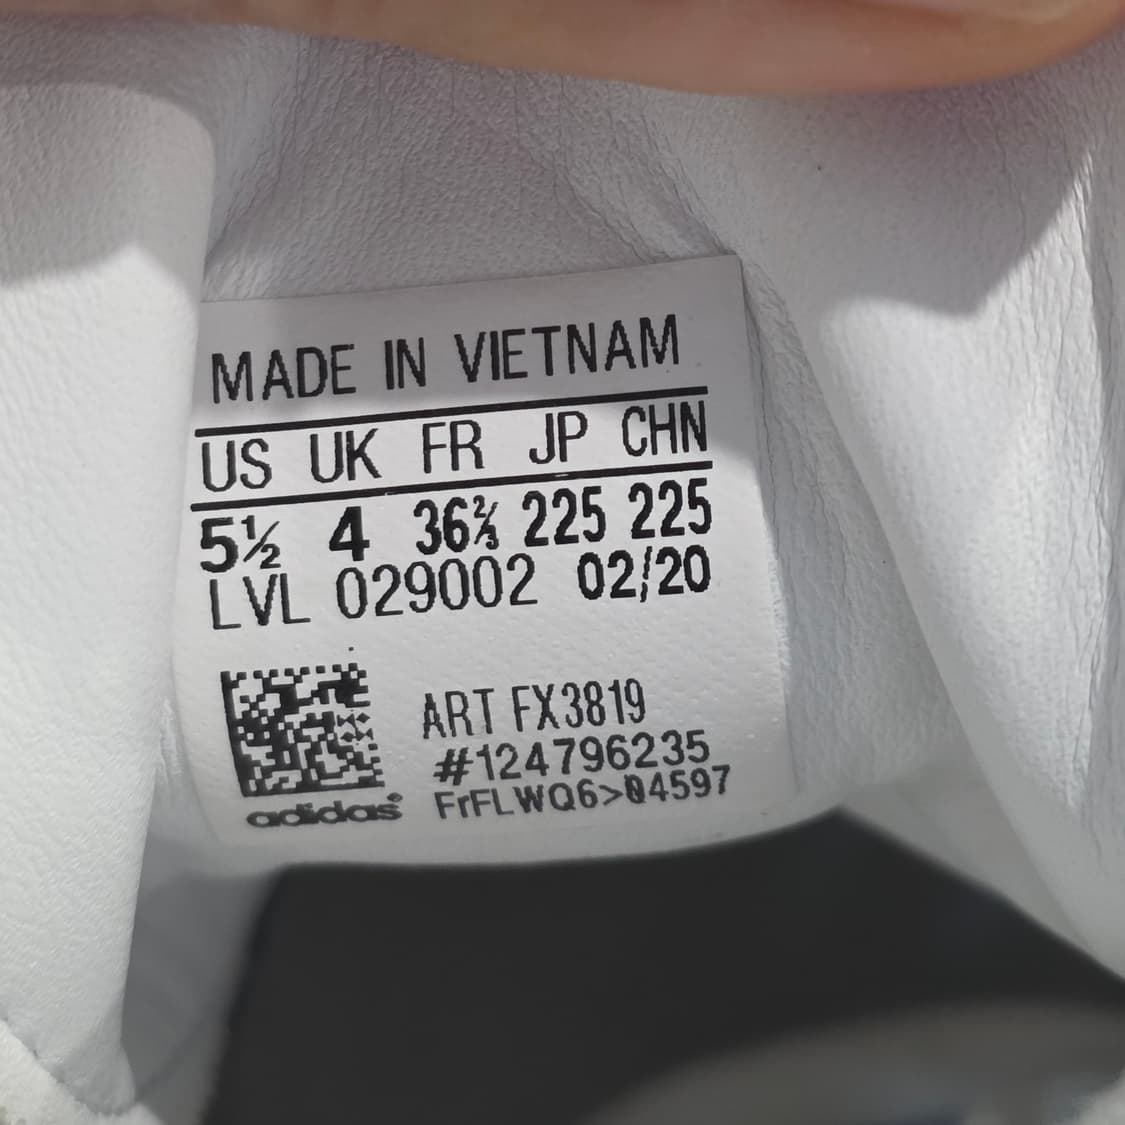 MADE IN VIETNAM
US UK FR JP CHN
5½ 4 36⅔ 225 225
LVL 029002 02/20
ART FX3819
#124796235
FrFLWQ6>04597
adidas®